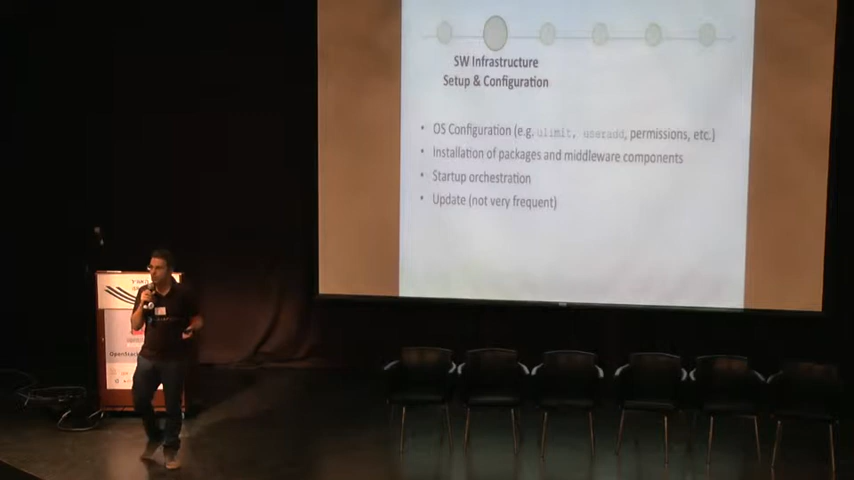 SW Infrastructure
Setup & Configuration
• OS Configuration (e.g. ulimit, useradd, permissions, etc.)
• Installation of packages and middleware components
• Startup orchestration
• Update (not very frequent)
OpenStack